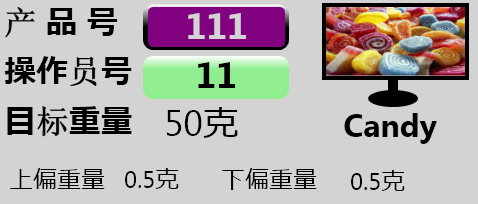 产品号 111
操作员号 11
目标重量 50克
Candy
上偏重量 0.5克 下偏重量 0.5克